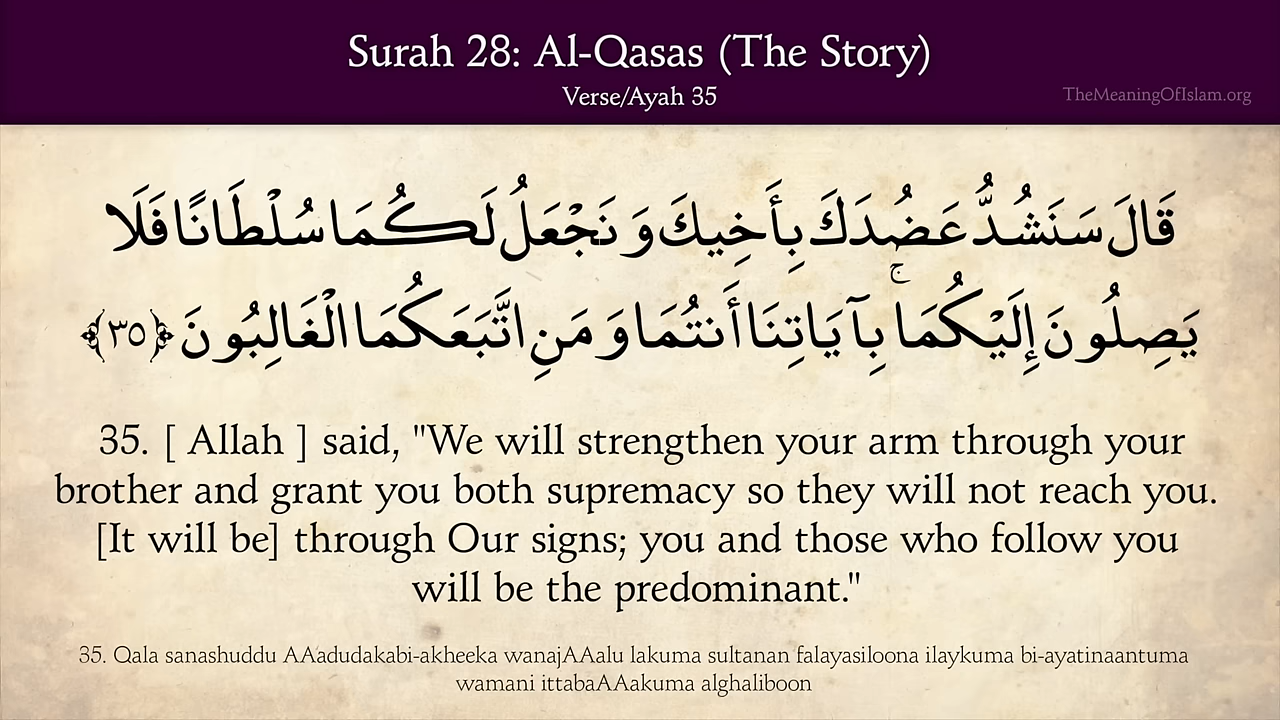 Surah 28: Al-Qasas (The Story)
Verse/Ayah 35
TheMeaningOfIslam.org
قَالَ سَنَشُدُّ عَضُدَكَ بِأَخِيكَ وَنَجْعَلُ لَكُمَا سُلْطَانًا فَلَا
يَصِلُونَ إِلَيْكُمَا ۚ بِآيَاتِنَا أَنتُمَا وَمَنِ اتَّبَعَكُمَا الْغَالِبُونَ ﴿٣٥﴾
35. [ Allah ] said, "We will strengthen your arm through your
brother and grant you both supremacy so they will not reach you.
[It will be] through Our signs; you and those who follow you
will be the predominant."
35. Qala sanashuddu AAadudakabi-akheeka wanajAAalu lakuma sultanan falayasiloona ilaykuma bi-ayatinaantuma
wamani ittabaAAakuma alghaliboon